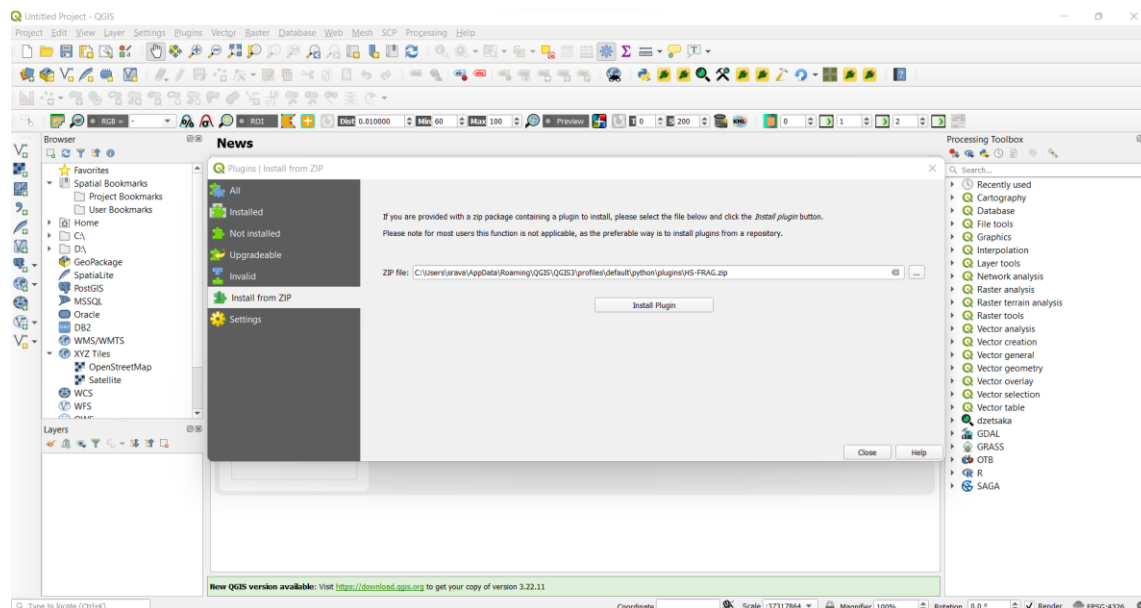 Untitled Project - QGIS
Project Edit View Layer Settings Plugins Vector Raster Database Web Mesh SCP Processing Help
RGB = -
ROI
Dist 0.010000
Min 60
Max 100
Preview
T 0
S 200
0
1
2
Browser
Favorites
Spatial Bookmarks
Project Bookmarks
User Bookmarks
Home
C:\
D:\
GeoPackage
SpatiaLite
PostGIS
MSSQL
Oracle
DB2
WMS/WMTS
XYZ Tiles
OpenStreetMap
Satellite
WCS
WFS
Layers
News
Plugins | Install from ZIP
All
Installed
Not installed
Upgradeable
Invalid
Install from ZIP
Settings
If you are provided with a zip package containing a plugin to install, please select the file below and click the Install plugin button.
Please note for most users this function is not applicable, as the preferable way is to install plugins from a repository.
ZIP file: C:\Users\srava\AppData\Roaming\QGIS\QGIS3\profiles\default\python\plugins\HS-FRAG.zip
...
Install Plugin
Close
Help
Processing Toolbox
Search...
Recently used
Cartography
Database
File tools
Graphics
Interpolation
Layer tools
Network analysis
Raster analysis
Raster terrain analysis
Raster tools
Vector analysis
Vector creation
Vector general
Vector geometry
Vector overlay
Vector selection
Vector table
dzetsaka
GDAL
GRASS
OTB
R
SAGA
New QGIS version available: Visit https://download.qgis.org to get your copy of version 3.22.11
Type to locate (Ctrl+K)
Coordinate
Scale :37317864
Magnifier 100%
Rotation 0.0 °
Render
EPSG:4326